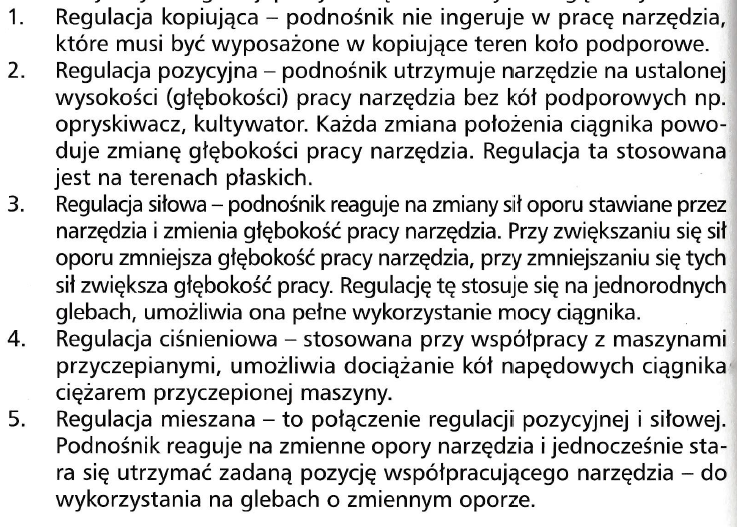 1. Regulacja kopiująca – podnośnik nie ingeruje w pracę narzędzia,
które musi być wyposażone w kopiujące teren koło podporowe.
2. Regulacja pozycyjna – podnośnik utrzymuje narzędzie na ustalonej
wysokości (głębokości) pracy narzędzia bez kół podporowych np.
opryskiwacz, kultywator. Każda zmiana położenia ciągnika powo-
duje zmianę głębokości pracy narzędzia. Regulacja ta stosowana
jest na terenach płaskich.
3. Regulacja siłowa – podnośnik reaguje na zmiany sił oporu stawiane przez
narzędzia i zmienia głębokość pracy narzędzia. Przy zwiększaniu się sił
oporu zmniejsza głębokość pracy narzędzia, przy zmniejszaniu się tych
sił zwiększa głębokość pracy. Regulację tę stosuje się na jednorodnych
glebach, umożliwia ona pełne wykorzystanie mocy ciągnika.
4. Regulacja ciśnieniowa – stosowana przy współpracy z maszynami
przyczepianymi, umożliwia dociążanie kół napędowych ciągnika
ciężarem przyczepionej maszyny.
5. Regulacja mieszana – to połączenie regulacji pozycyjnej i siłowej.
Podnośnik reaguje na zmienne opory narzędzia i jednocześnie sta-
ra się utrzymać zadaną pozycję współpracującego narzędzia – do
wykorzystania na glebach o zmiennym oporze.